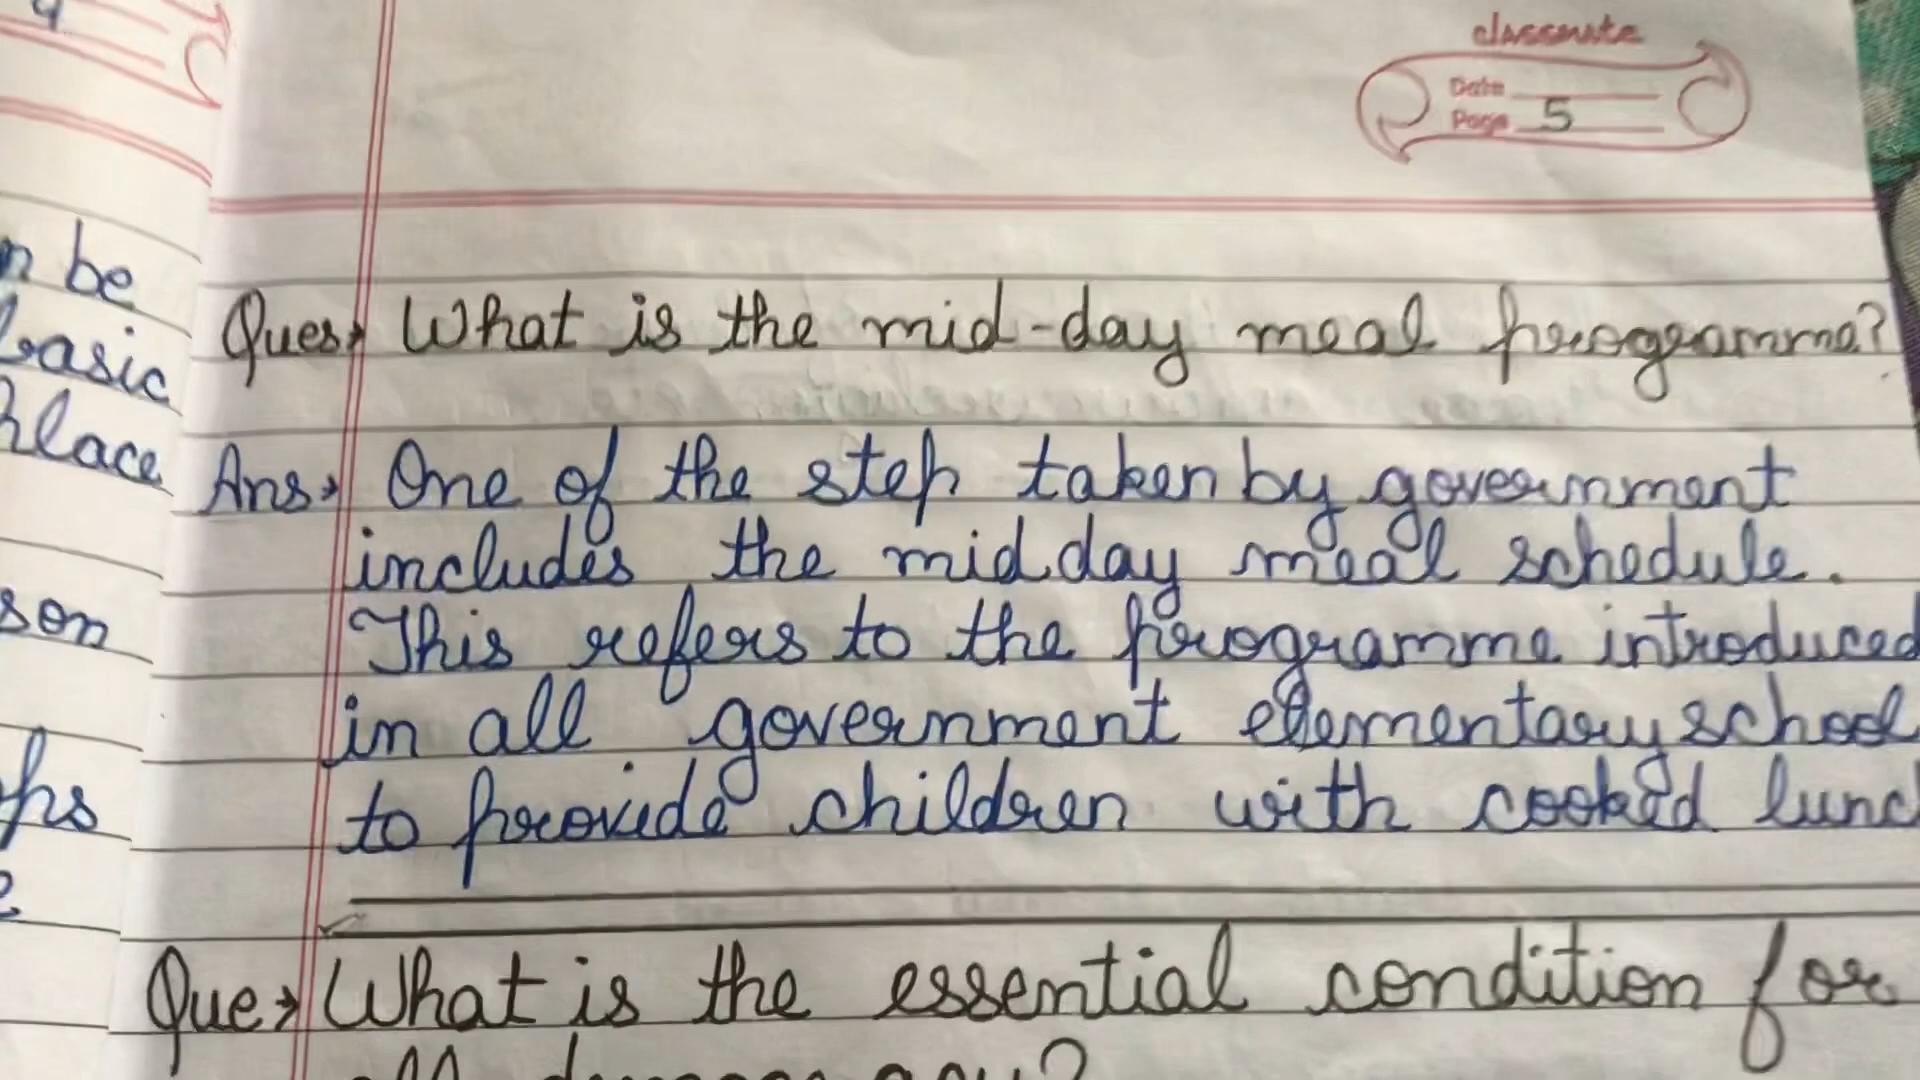 classmate
Date
Page 5
n be
basic
place
son
ps
e
Ques→ What is the mid-day meal programme?
Ans→ One of the step taken by government
includes the midday meal schedule.
This refers to the programme introduced
in all government elementary school
to provide children with cooked lunc
Que→ What is the essential condition for